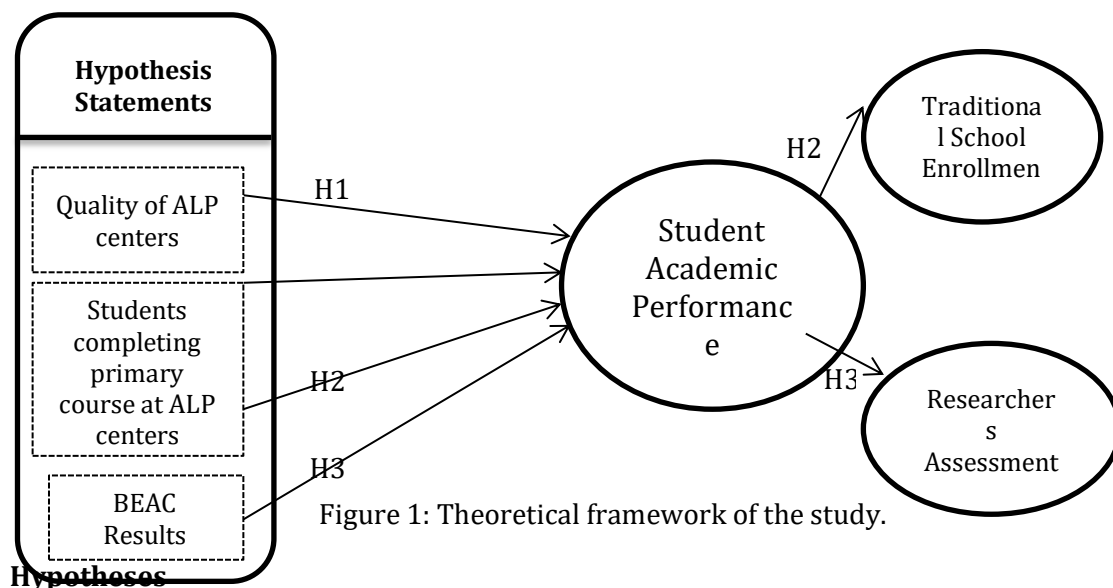 Hypothesis
Statements
Quality of ALP
centers
Students
completing
primary
course at ALP
centers
BEAC
Results
H1
H2
H3
Student
Academic
Performanc
e
H2
H3
Traditiona
l School
Enrollmen
Researcher
s
Assessment
Figure 1: Theoretical framework of the study.
Hypotheses